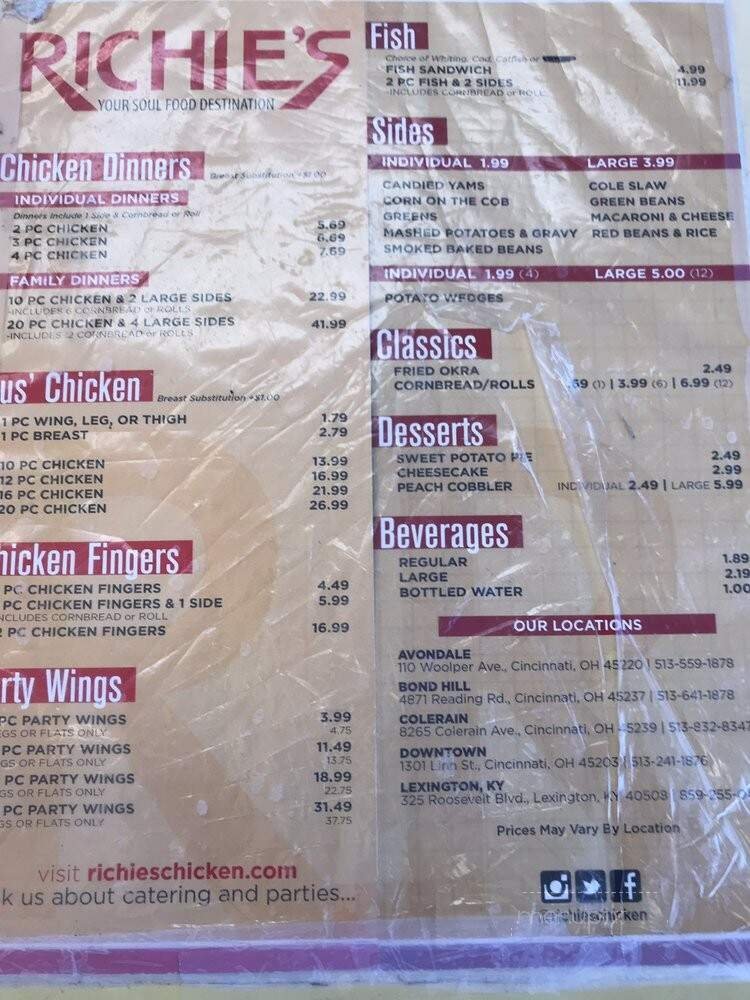 RICHIE'S
YOUR SOUL FOOD DESTINATION
Chicken Dinners Breast Substitution +$1.00
INDIVIDUAL DINNERS
Dinners Include 1 Side & Cornbread or Roll
2 PC CHICKEN 5.69
3 PC CHICKEN 6.69
4 PC CHICKEN 7.69
FAMILY DINNERS
10 PC CHICKEN & 2 LARGE SIDES 22.99
-INCLUDES 6 CORNBREAD or ROLLS
20 PC CHICKEN & 4 LARGE SIDES 41.99
-INCLUDES 12 CORNBREAD or ROLLS
us' Chicken Breast Substitution +$1.00
1 PC WING, LEG, OR THIGH 1.79
1 PC BREAST 2.79
10 PC CHICKEN 13.99
12 PC CHICKEN 16.99
16 PC CHICKEN 21.99
20 PC CHICKEN 26.99
hicken Fingers
PC CHICKEN FINGERS 4.49
PC CHICKEN FINGERS & 1 SIDE 5.99
NCLUDES CORNBREAD or ROLL
2 PC CHICKEN FINGERS 16.99
rty Wings
PC PARTY WINGS 3.99
EGS OR FLATS ONLY 4.75
PC PARTY WINGS 11.49
GS OR FLATS ONLY 13.75
PC PARTY WINGS 18.99
GS OR FLATS ONLY 22.75
PC PARTY WINGS 31.49
GS OR FLATS ONLY 37.75
visit richieschicken.com
k us about catering and parties...
Fish
Choice of Whiting, Cod, Catfish or
FISH SANDWICH 4.99
2 PC FISH & 2 SIDES 11.99
-INCLUDES CORNBREAD or ROLL
Sides
INDIVIDUAL 1.99 LARGE 3.99
CANDIED YAMS COLE SLAW
CORN ON THE COB GREEN BEANS
GREENS MACARONI & CHEESE
MASHED POTATOES & GRAVY RED BEANS & RICE
SMOKED BAKED BEANS
INDIVIDUAL 1.99 (4) LARGE 5.00 (12)
POTATO WEDGES
Classics
FRIED OKRA 2.49
CORNBREAD/ROLLS .69 (1) | 3.99 (6) | 6.99 (12)
Desserts
SWEET POTATO PIE 2.49
CHEESECAKE 2.99
PEACH COBBLER INDIVIDUAL 2.49 | LARGE 5.99
Beverages
REGULAR 1.89
LARGE 2.19
BOTTLED WATER 1.00
OUR LOCATIONS
AVONDALE
110 Woolper Ave., Cincinnati, OH 45220 | 513-559-1878
BOND HILL
4871 Reading Rd., Cincinnati, OH 45237 | 513-641-1878
COLERAIN
8265 Colerain Ave., Cincinnati, OH 45239 | 513-832-8347
DOWNTOWN
1301 Linn St., Cincinnati, OH 45203 | 513-241-1876
LEXINGTON, KY
325 Roosevelt Blvd., Lexington, KY 40508 | 859-255-0
Prices May Vary By Location
richieschicken